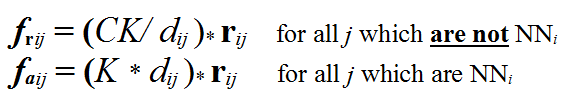 frij = (CK/ dij )* rij for all j which are not NNi
faij = (K * dij )* rij for all j which are NNi